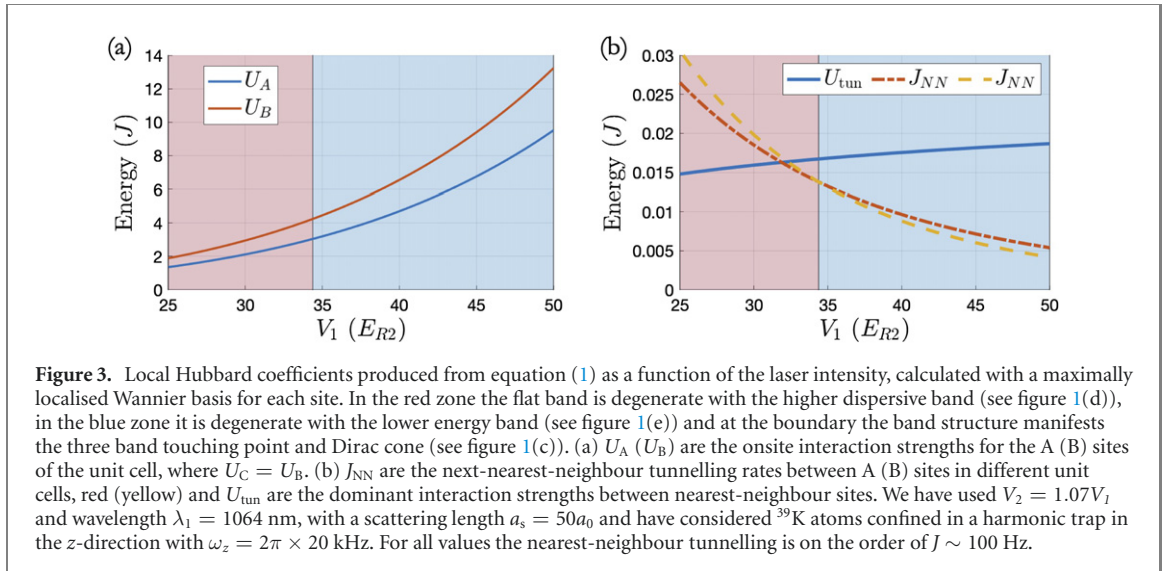 (a)
14
12
10
8
6
4
2
0
Energy (J)
U_A
U_B
25 30 35 40 45 50
V_1 (E_{R2})
(b)
0.03
0.025
0.02
0.015
0.01
0.005
0
Energy (J)
U_tun J_NN J_NN
25 30 35 40 45 50
V_1 (E_{R2})
Figure 3. Local Hubbard coefficients produced from equation (1) as a function of the laser intensity, calculated with a maximally
localised Wannier basis for each site. In the red zone the flat band is degenerate with the higher dispersive band (see figure 1(d)),
in the blue zone it is degenerate with the lower energy band (see figure 1(e)) and at the boundary the band structure manifests
the three band touching point and Dirac cone (see figure 1(c)). (a) U_A (U_B) are the onsite interaction strengths for the A (B) sites
of the unit cell, where U_C = U_B. (b) J_NN are the next-nearest-neighbour tunnelling rates between A (B) sites in different unit
cells, red (yellow) and U_tun are the dominant interaction strengths between nearest-neighbour sites. We have used V_2 = 1.07V_1
and wavelength λ_1 = 1064 nm, with a scattering length a_s = 50a_0 and have considered ³⁹K atoms confined in a harmonic trap in
the z-direction with ω_z = 2π × 20 kHz. For all values the nearest-neighbour tunnelling is on the order of J ∼ 100 Hz.